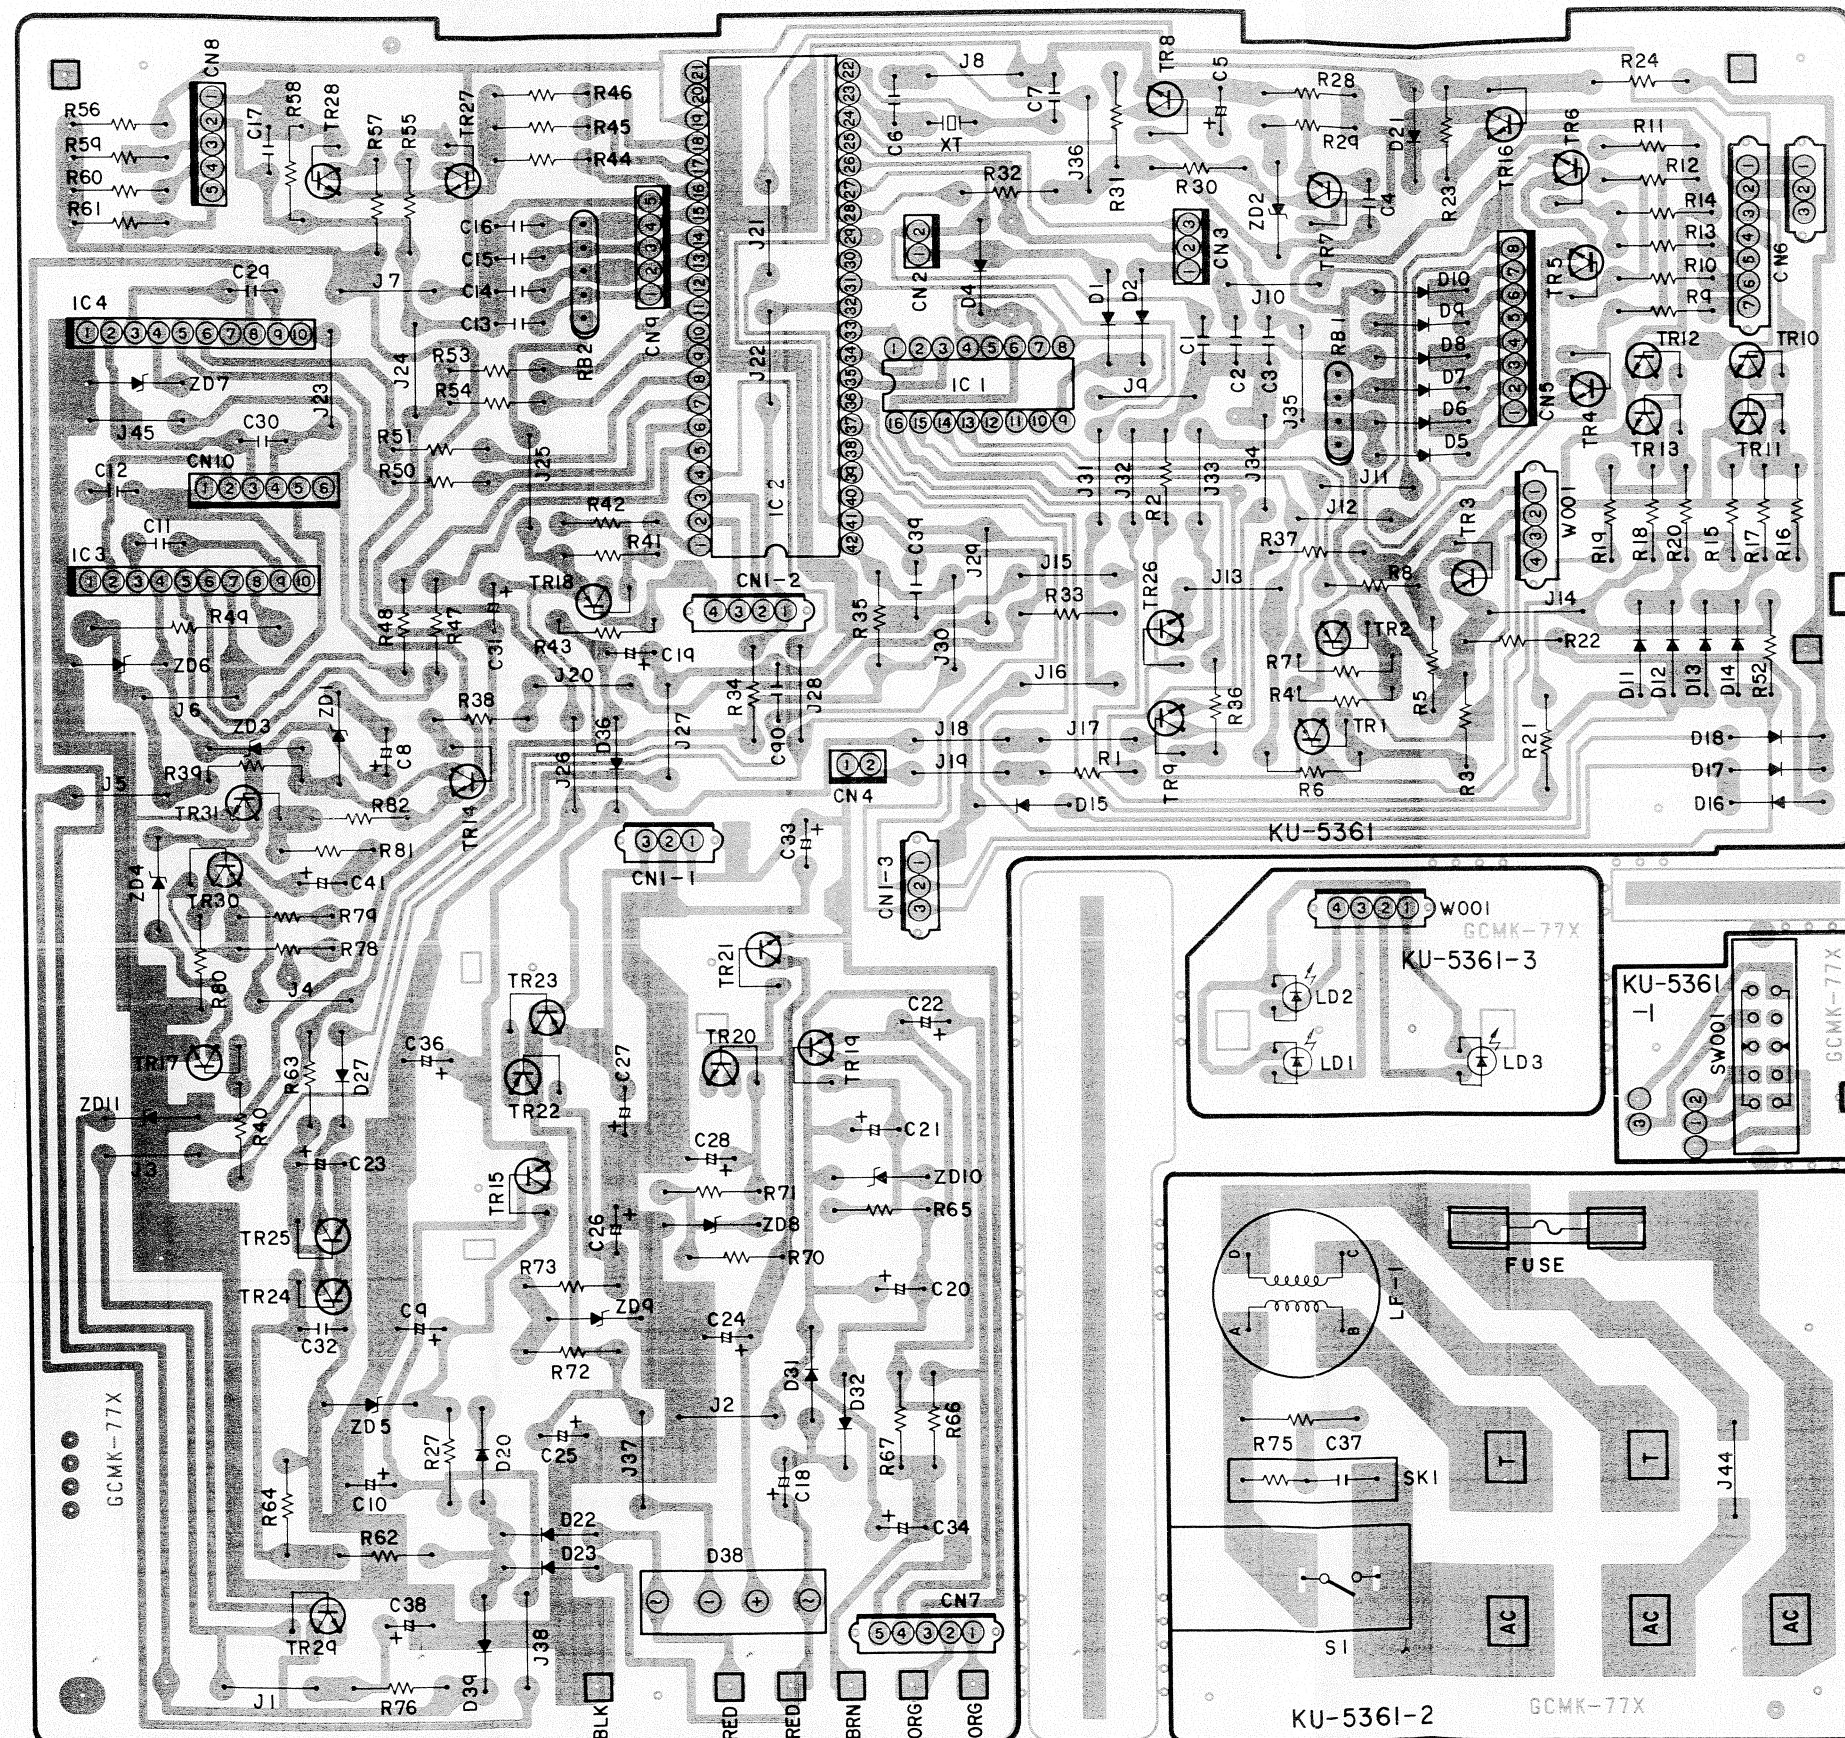 CN8
R56
R59
R60
R61
C17
R58
TR28
R57
R55
TR27
R46
R45
R44
C16
C15
C14
C13
RB2
CN9
J21
J22
IC 2
C6
XT
J8
C7
J36
R31
TR8
C5
R28
R29
R30
R32
ZD2
TR7
C4
D21
R23
TR16
TR6
R24
R11
R12
R14
R13
R10
R9
CN6
TR5
TR4
CN5
TR12
TR10
TR13
TR11
CN2
D4
D1
D2
CN3
J10
C1
C2
C3
J35
RB1
D10
D9
D8
D7
D6
D5
IC 1
J9
J31
J32
R2
J33
J34
J11
J12
R37
R8
TR3
W001
R19
R18
R20
R15
R17
R16
IC4
C29
J7
J24
J23
ZD7
J45
C30
CN10
C12
C11
IC3
R53
R54
R51
R50
J25
R42
R41
TR18
R43
C19
CN1-2
R49
R48
R47
C31
ZD6
J6
J20
R38
ZD1
ZD3
R39
C8
J5
TR31
R82
TR14
R81
J26
D36
J27
R34
C90
J28
R35
C39
J30
J29
J15
R33
J16
J17
J18
J19
R1
TR26
J13
TR9
R36
TR2
R7
R4
R5
TR1
R6
R3
R21
R22
J14
D11
D12
D13
D14
R52
D18
D17
D16
D15
CN4
KU-5361
ZD4
TR30
C41
R79
R78
R80
J4
CN1-1
C33
CN1-3
TR21
TR23
TR22
TR20
TR19
C22
C36
C27
TR17
R63
D27
ZD11
R40
J3
C23
C28
C21
ZD10
R71
R65
ZD8
R70
TR15
C26
R73
ZD9
R72
C24
C20
TR25
TR24
C32
C9
D31
D32
R67
R66
ZD5
R27
D20
C25
J37
J2
C18
C34
C10
R64
R62
D22
D23
D38
CN7
TR29
C38
D39
J38
J1
R76
GCMK-77X
BLK
RED
RED
BRN
ORG
ORG
W001
GCMK-77X
KU-5361-3
LD2
LD1
LD3
KU-5361
-1
SW001
GCMK-77X
FUSE
LF-1
D
C
A
B
R75
C37
SK1
S1
T
T
J44
AC
AC
AC
KU-5361-2
GCMK-77X